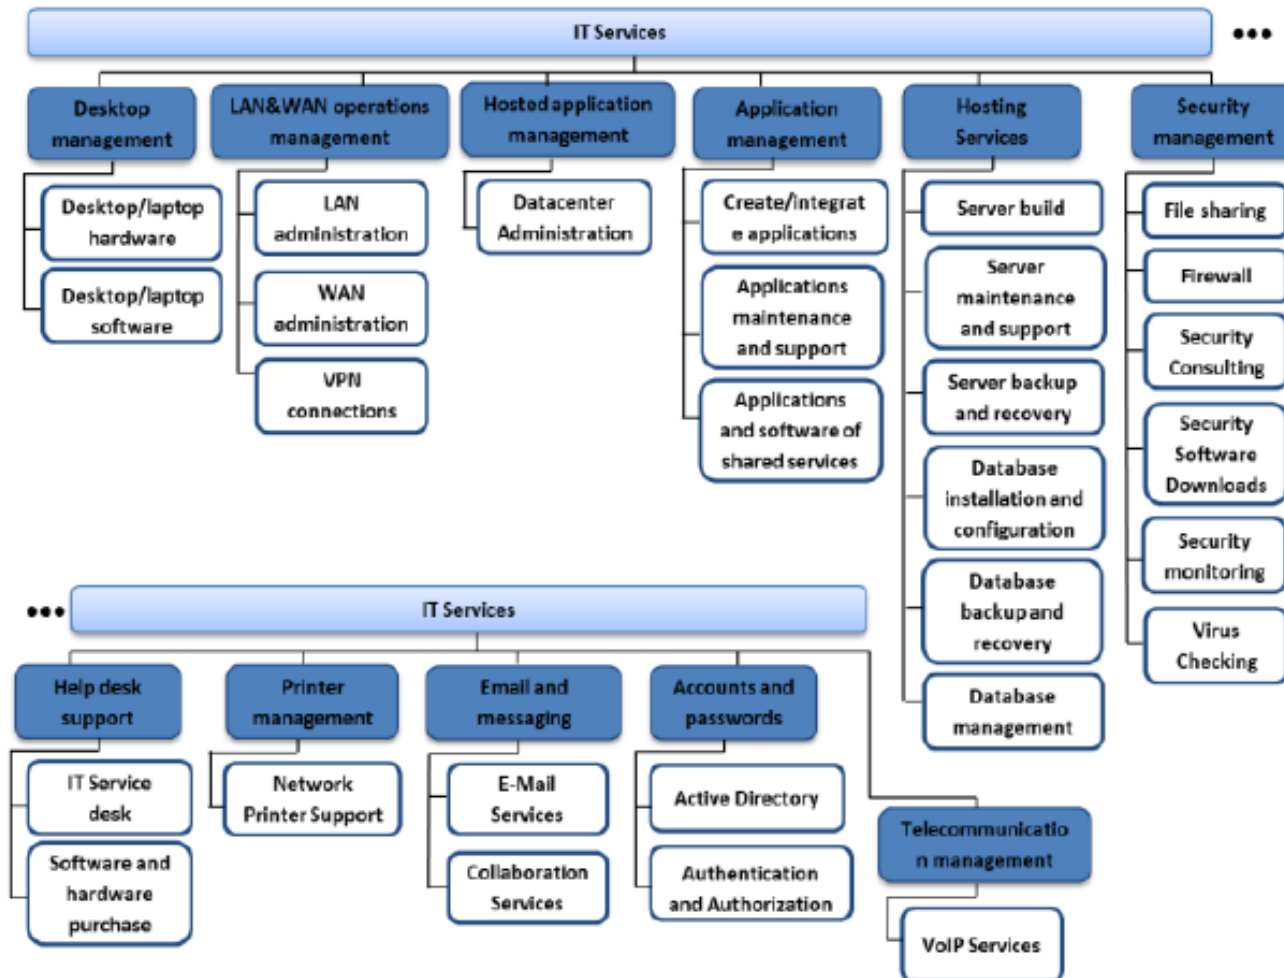 IT Services
•••
Desktop
management
LAN&WAN operations
management
Hosted application
management
Application
management
Hosting
Services
Security
management
Desktop/laptop
hardware
Desktop/laptop
software
LAN
administration
WAN
administration
VPN
connections
Datacenter
Administration
Create/integrat
e applications
Applications
maintenance
and support
Applications
and software of
shared services
Server build
Server
maintenance
and support
Server backup
and recovery
Database
installation and
configuration
Database
backup and
recovery
Database
management
File sharing
Firewall
Security
Consulting
Security
Software
Downloads
Security
monitoring
Virus
Checking
•••
IT Services
Help desk
support
Printer
management
Email and
messaging
Accounts and
passwords
Telecommunicatio
n management
IT Service
desk
Software and
hardware
purchase
Network
Printer Support
E-Mail
Services
Collaboration
Services
Active Directory
Authentication
and Authorization
VoIP Services